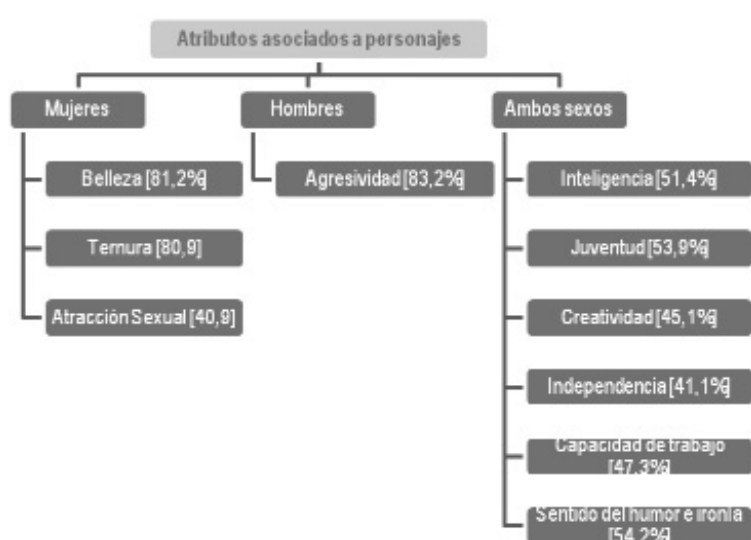 Atributos asociados a personajes
Mujeres
Belleza [81,2%]
Ternura [80,9]
Atracción Sexual [40,9]
Hombres
Agresividad [83,2%]
Ambos sexos
Inteligencia [51,4%]
Juventud [53,9%]
Creatividad [45,1%]
Independencia [41,1%]
Capacidad de trabajo
[47,3%]
Sentido del humor e ironía
[54,2%]